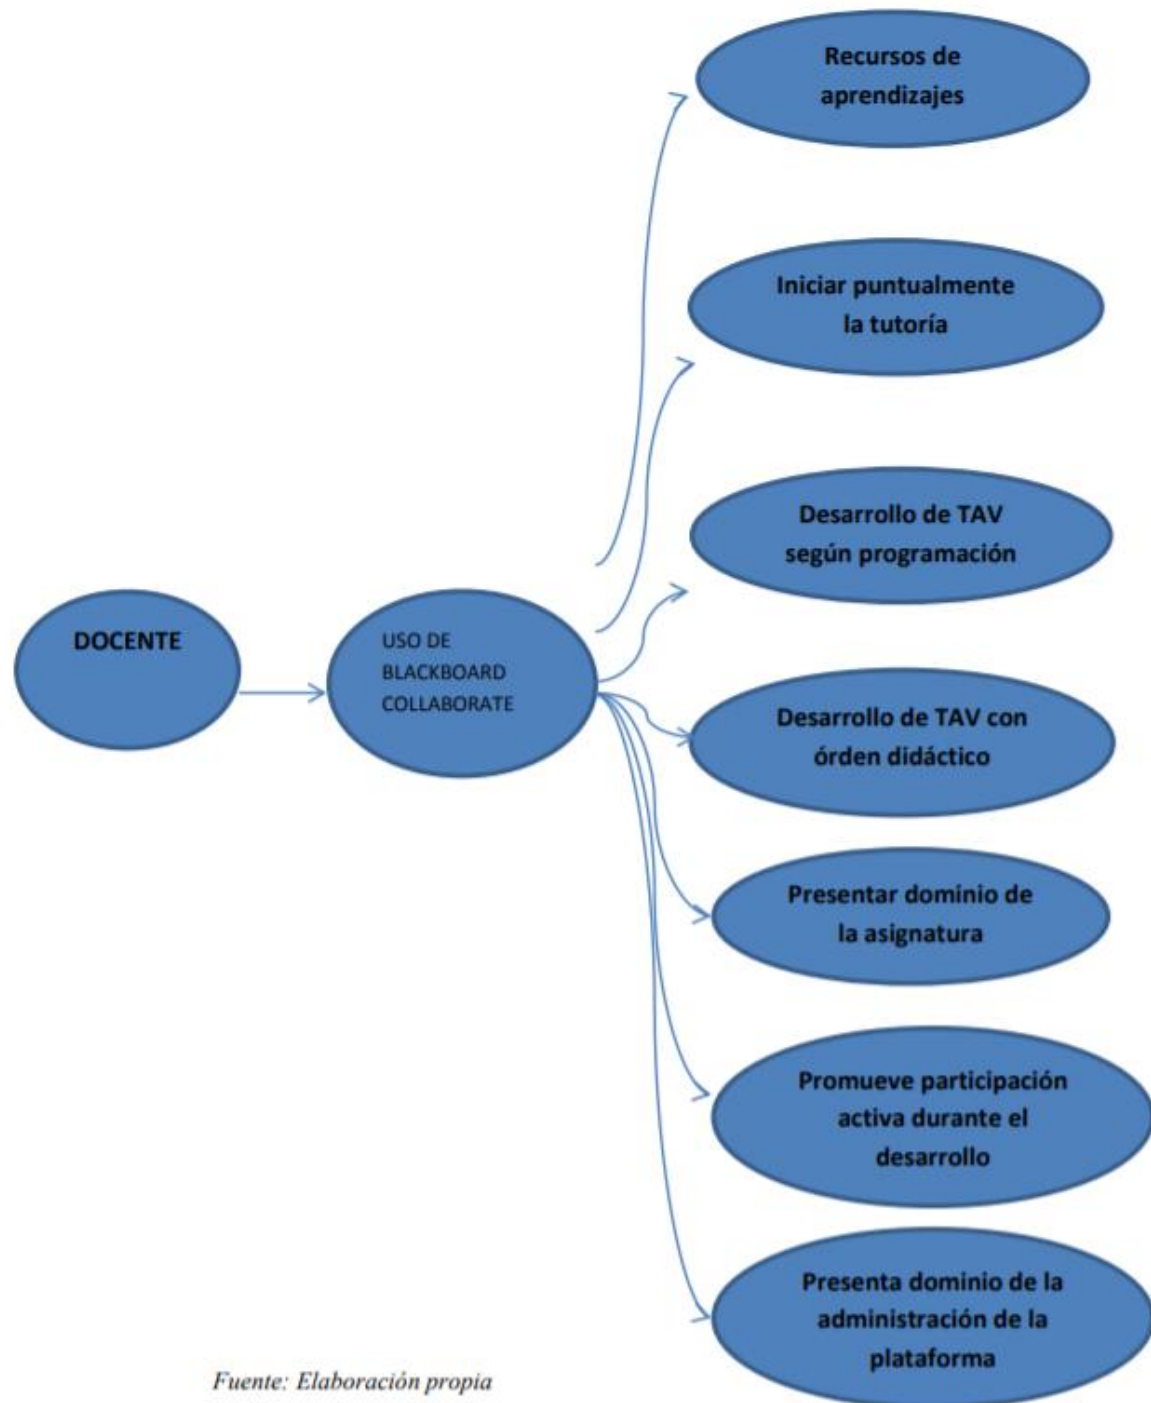 Recursos de
aprendizajes
Iniciar puntualmente
la tutoría
Desarrollo de TAV
según programación
DOCENTE
USO DE
BLACKBOARD
COLLABORATE
Desarrollo de TAV con
órden didáctico
Presentar dominio de
la asignatura
Promueve participación
activa durante el
desarrollo
Presenta dominio de la
administración de la
plataforma
Fuente: Elaboración propia